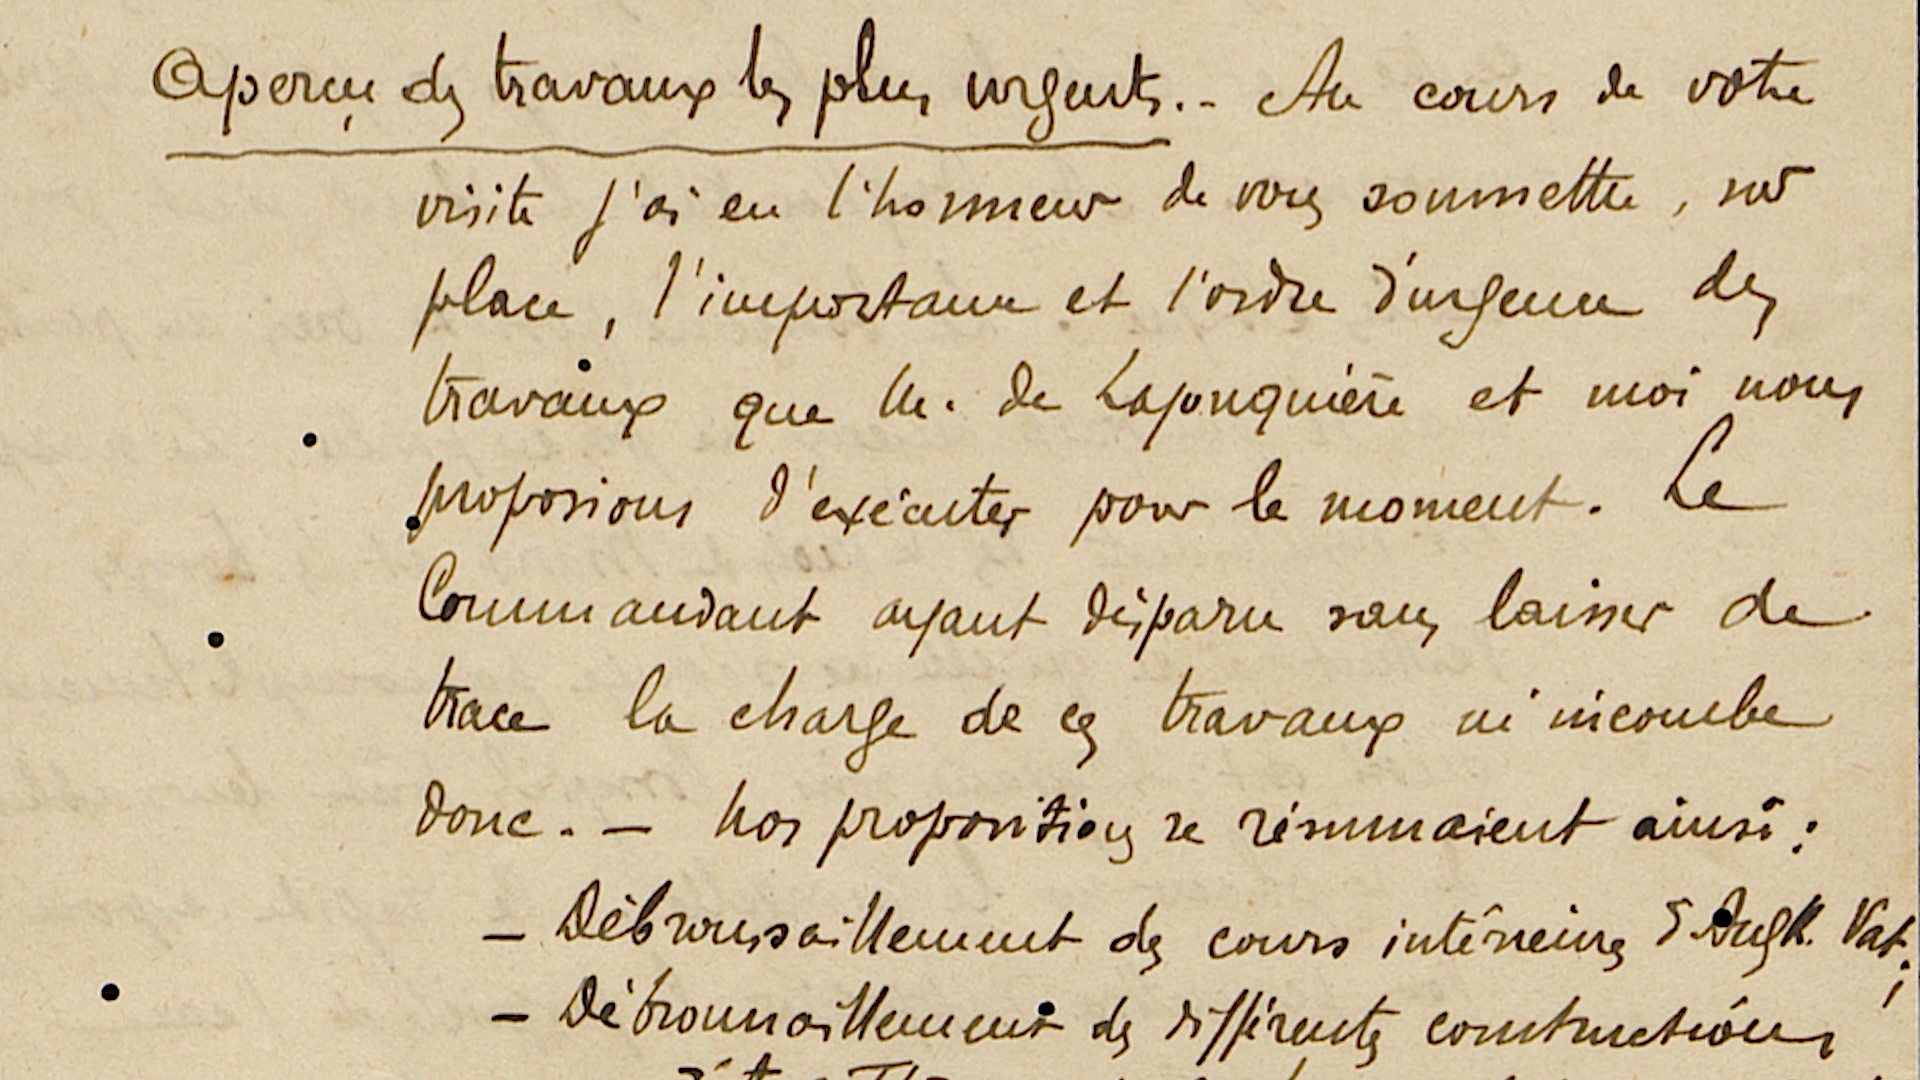 Aperçu des travaux les plus urgents.- Au cours de votre
visite j'ai eu l'honneur de vous soumettre, sur
place, l'importance et l'ordre d'urgence des
travaux que M. de Lajonquière et moi nous
proposions d'exécuter pour le moment. Le
Commandant ayant disparu sans laisser de
trace la charge de ces travaux m'incombe
donc. - Nos propositions se résumaient ainsi :
- Débroussaillement des cours intérieures d'Angk. Vat;
- Débroussaillement des différentes constructions